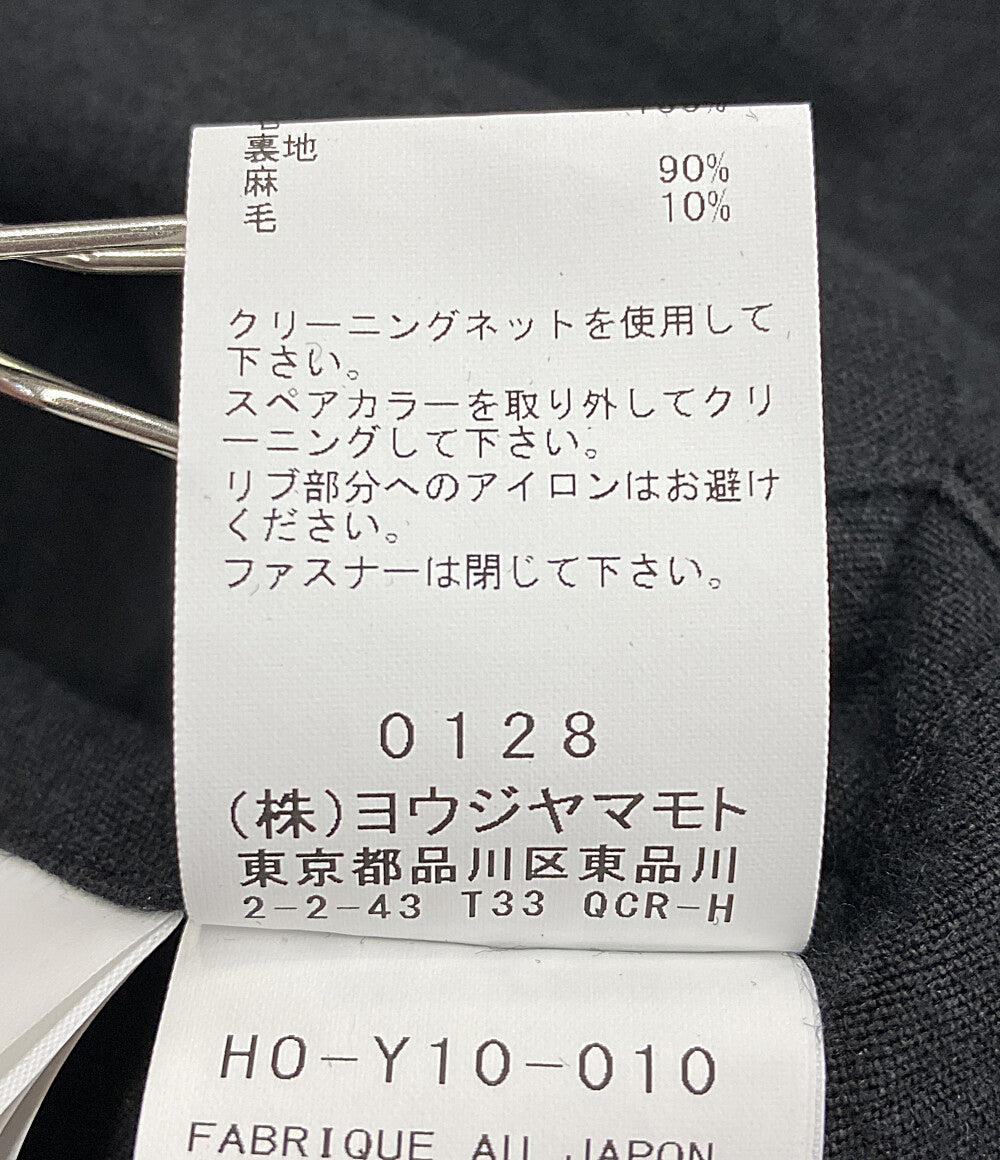 裏地
麻 90%
毛 10%
クリーニングネットを使用して
下さい。
スペアカラーを取り外してクリ
ーニングして下さい。
リブ部分へのアイロンはお避け
ください。
ファスナーは閉じて下さい。
0128
(株)ヨウジヤマモト
東京都品川区東品川
2-2-43 T33 QCR-H
HO-Y10-010
FABRIQUE AU JAPON